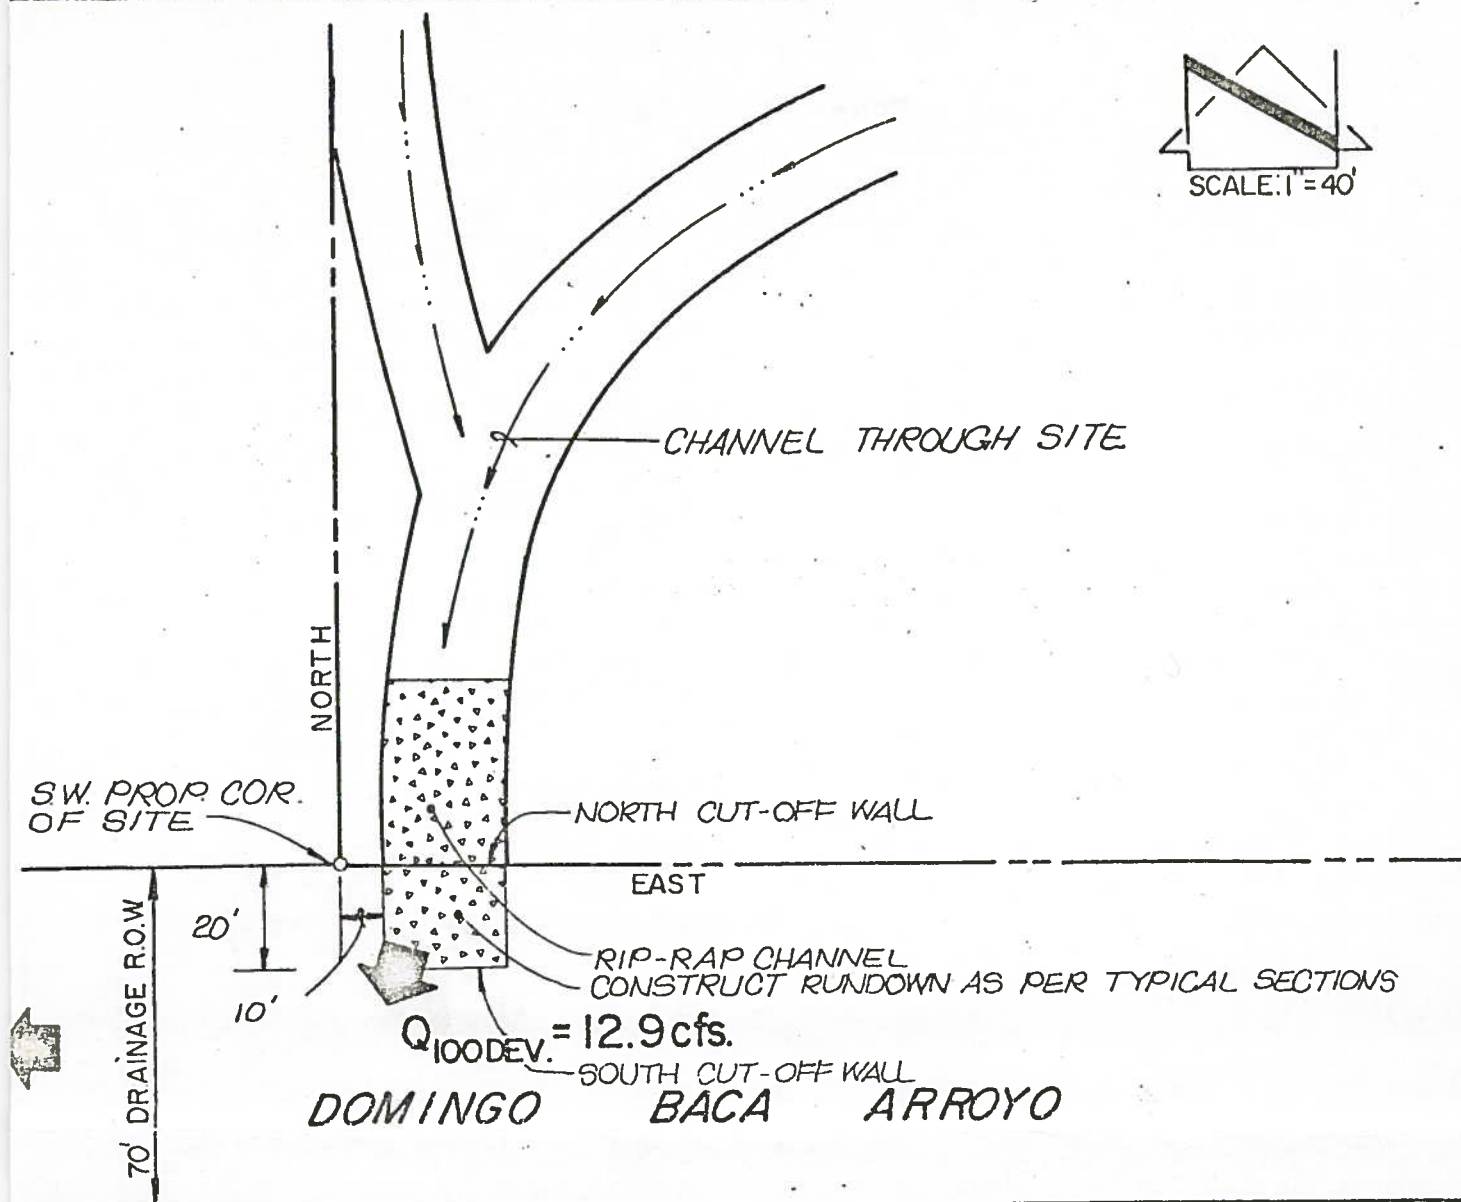 SCALE: 1"=40'
CHANNEL THROUGH SITE
NORTH
S.W. PROP. COR.
OF SITE
NORTH CUT-OFF WALL
EAST
20'
70' DRAINAGE R.O.W
RIP-RAP CHANNEL
CONSTRUCT RUNDOWN AS PER TYPICAL SECTIONS
10'
Q100DEV. = 12.9 cfs.
SOUTH CUT-OFF WALL
DOMINGO BACA ARROYO